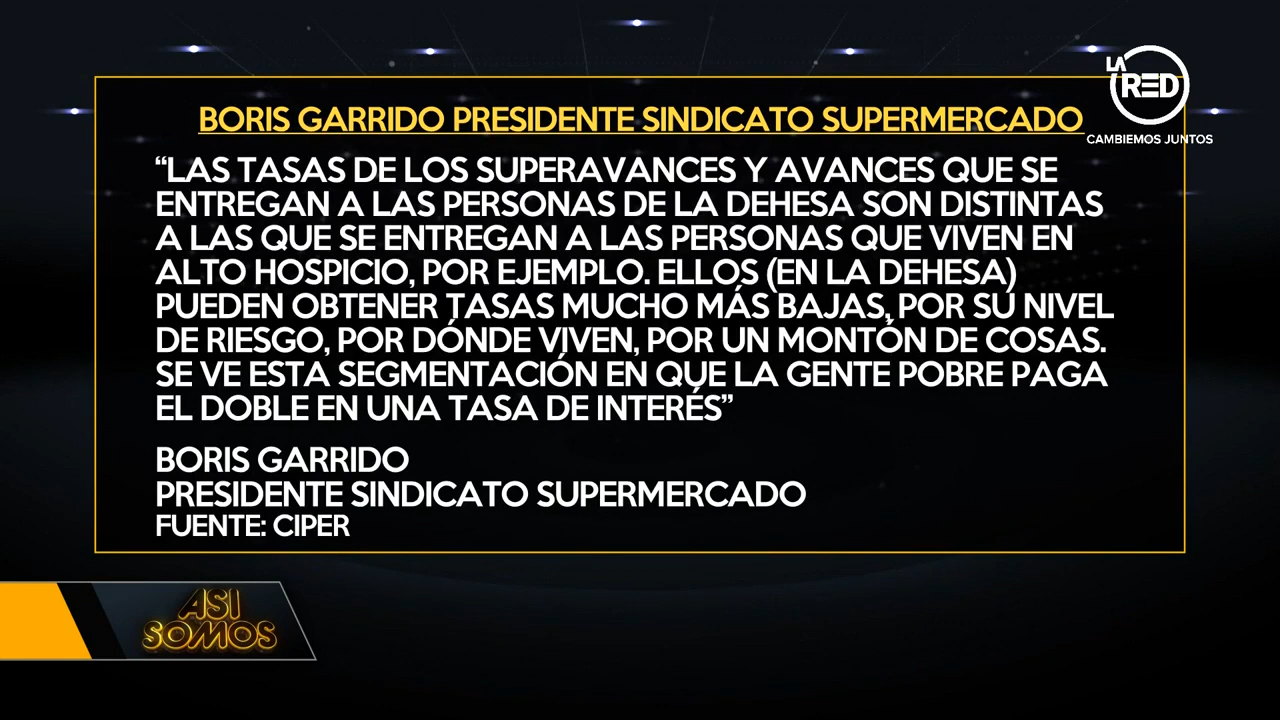 LA
RED
CAMBIEMOS JUNTOS
BORIS GARRIDO PRESIDENTE SINDICATO SUPERMERCADO
“LAS TASAS DE LOS SUPERAVANCES Y AVANCES QUE SE
ENTREGAN A LAS PERSONAS DE LA DEHESA SON DISTINTAS
A LAS QUE SE ENTREGAN A LAS PERSONAS QUE VIVEN EN
ALTO HOSPICIO, POR EJEMPLO. ELLOS (EN LA DEHESA)
PUEDEN OBTENER TASAS MUCHO MÁS BAJAS, POR SU NIVEL
DE RIESGO, POR DÓNDE VIVEN, POR UN MONTÓN DE COSAS.
SE VE ESTA SEGMENTACIÓN EN QUE LA GENTE POBRE PAGA
EL DOBLE EN UNA TASA DE INTERÉS”
BORIS GARRIDO
PRESIDENTE SINDICATO SUPERMERCADO
FUENTE: CIPER
ASI
SOMOS